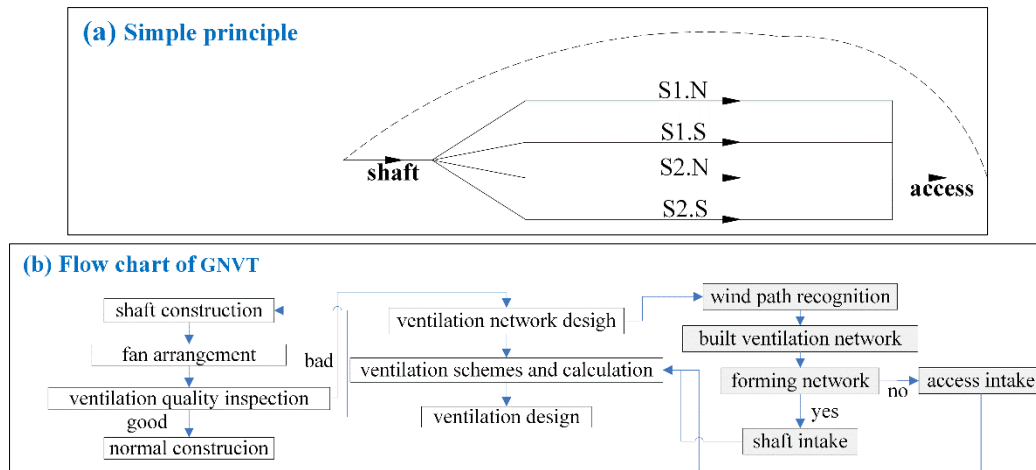 (a) Simple principle
S1.N
S1.S
shaft
S2.N
access
S2.S
(b) Flow chart of GNVT
shaft construction
fan arrangement
bad
ventilation quality inspection
good
normal construcion
ventilation network desigh
ventilation schemes and calculation
ventilation design
wind path recognition
built ventilation network
forming network
no
access intake
yes
shaft intake